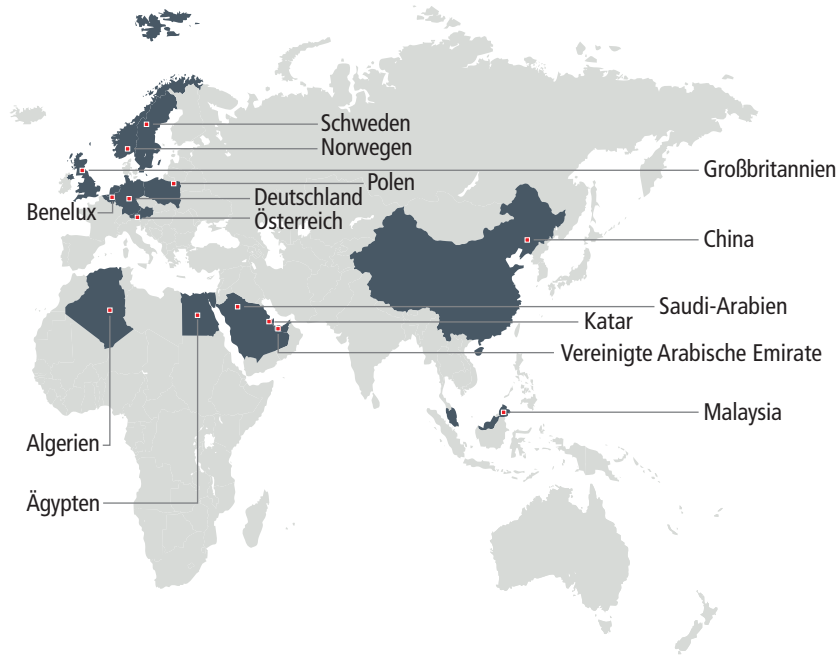 Schweden
Norwegen
Großbritannien
Polen
Deutschland
Benelux
Österreich
China
Saudi-Arabien
Katar
Vereinigte Arabische Emirate
Malaysia
Algerien
Ägypten